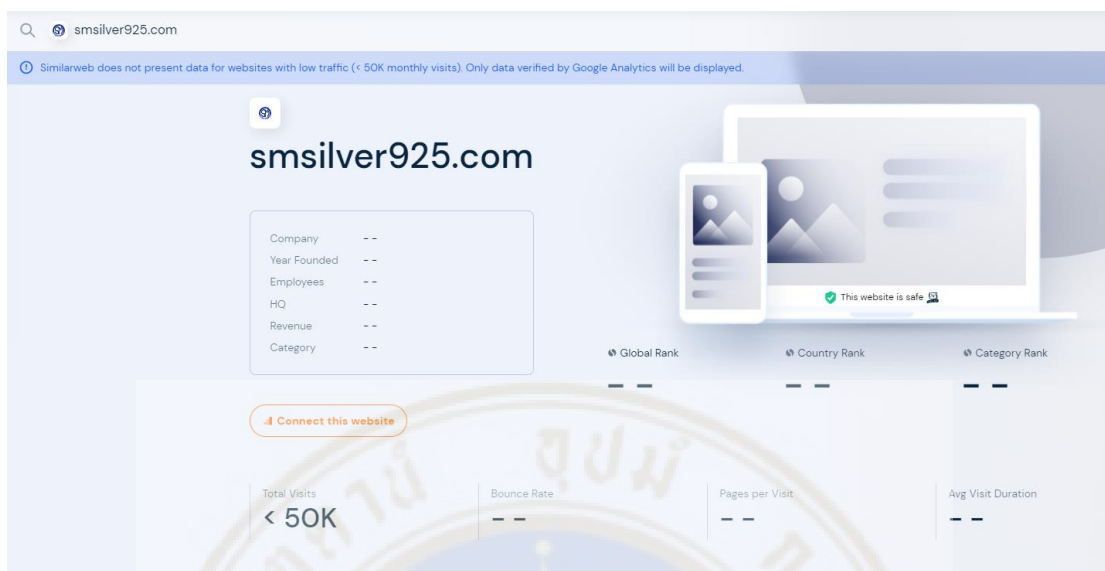 smsilver925.com
Similarweb does not present data for websites with low traffic (< 50K monthly visits). Only data verified by Google Analytics will be displayed.
smsilver925.com
Company - -
Year Founded - -
Employees - -
HQ - -
Revenue - -
Category - -
This website is safe
Global Rank Country Rank Category Rank
- - - - - -
Connect this website
Total Visits Bounce Rate Pages per Visit Avg Visit Duration
< 50K - - - - - -